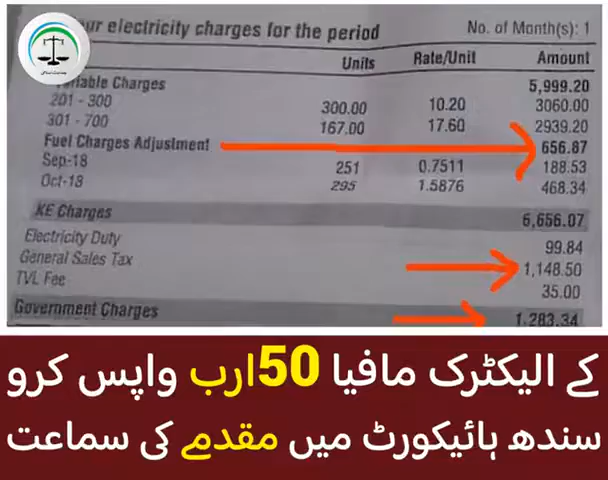 ur electricity charges for the period No. of Month(s): 1
Units Rate/Unit Amount
iable Charges 5,999.20
201 - 300 300.00 10.20 3060.00
301 - 700 167.00 17.60 2939.20
Fuel Charges Adjustment 656.87
Sep-18 251 0.7511 188.53
Oct-18 295 1.5876 468.34
KE Charges 6,656.07
Electricity Duty 99.84
General Sales Tax 1,148.50
TVL Fee 35.00
Government Charges 1,283.34
کے الیکٹرک مافیا 50ارب واپس کرو
سندھ ہائیکورٹ میں مقدمے کی سماعت